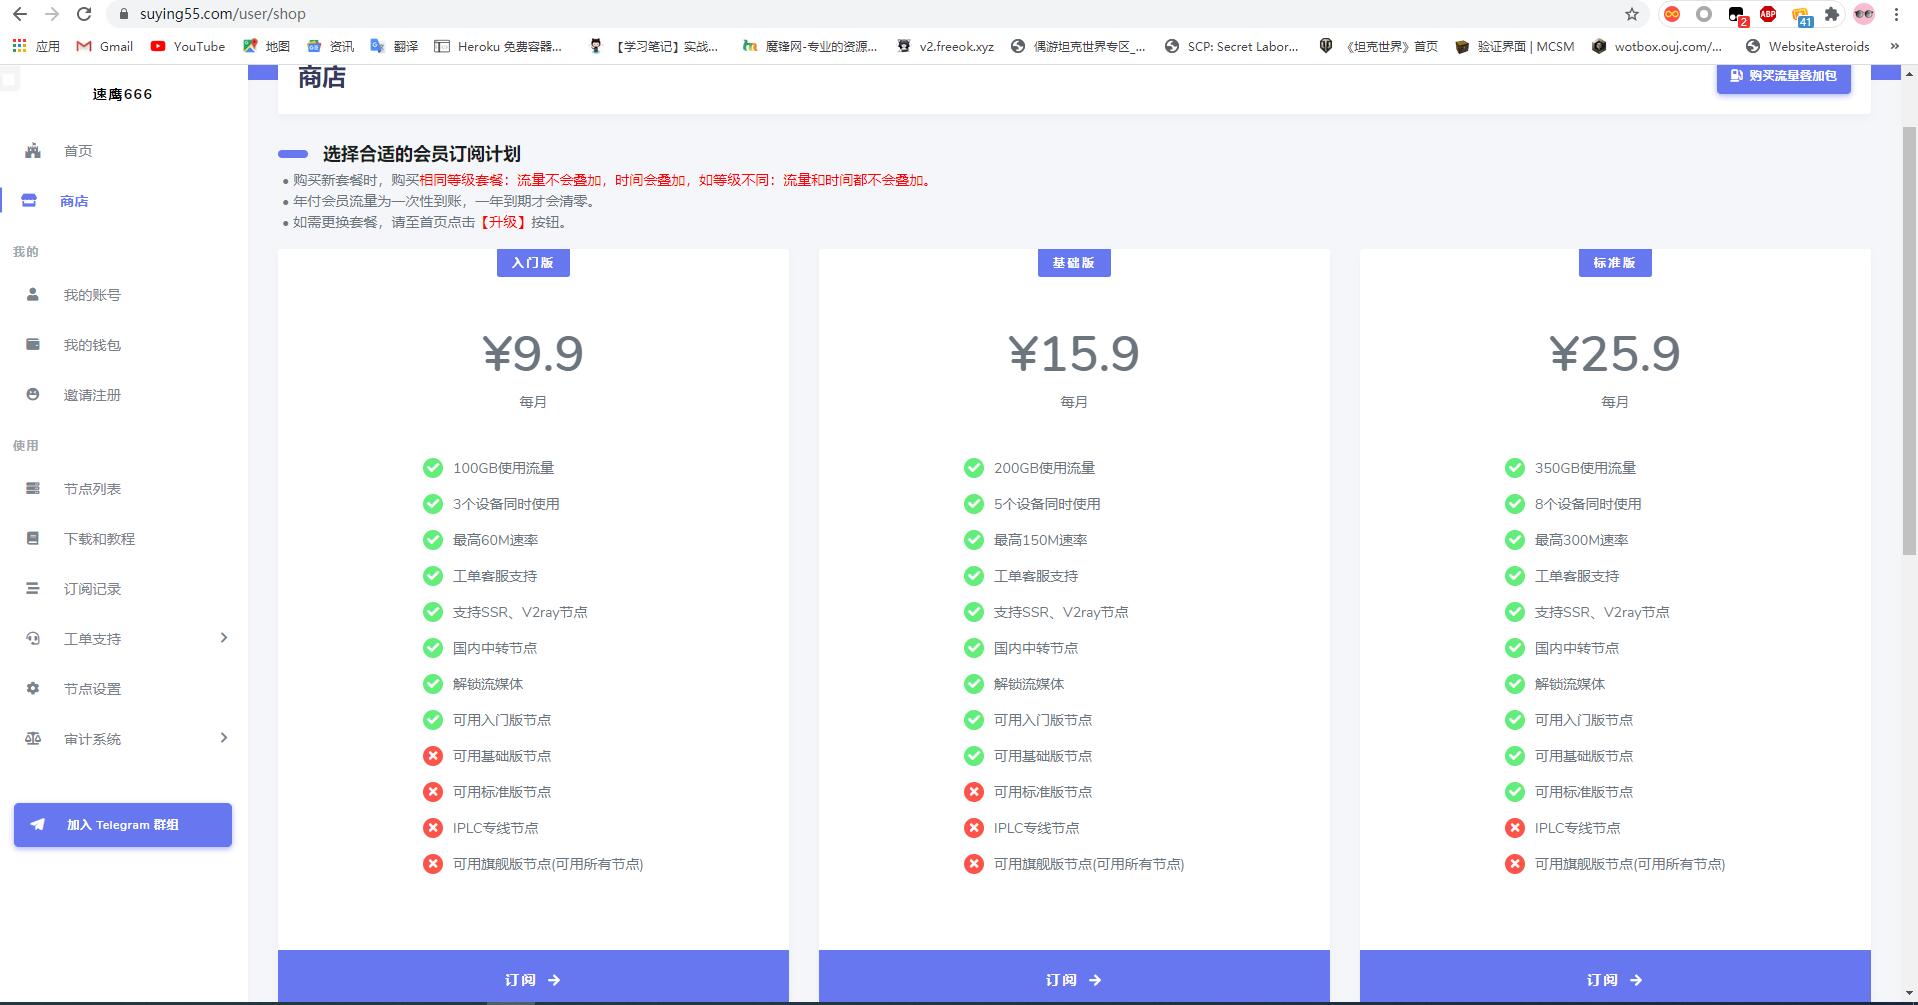 suying55.com/user/shop
2
ABP
41
应用
Gmail
YouTube
地图
资讯
翻译
Heroku 免费容器...
【学习笔记】实战...
魔锋网-专业的资源...
v2.freeok.xyz
偶游坦克世界专区_...
SCP: Secret Labor...
《坦克世界》首页
验证界面 | MCSM
wotbox.ouj.com/...
WebsiteAsteroids
»
速鹰666
首页
商店
我的
我的账号
我的钱包
邀请注册
使用
节点列表
下载和教程
订阅记录
工单支持
节点设置
审计系统
加入 Telegram 群组
商店
购买流量叠加包
选择合适的会员订阅计划
• 购买新套餐时，购买相同等级套餐：流量不会叠加，时间会叠加，如等级不同：流量和时间都不会叠加。
• 年付会员流量为一次性到账，一年到期才会清零。
• 如需更换套餐，请至首页点击【升级】按钮。
入门版
¥9.9
每月
100GB使用流量
3个设备同时使用
最高60M速率
工单客服支持
支持SSR、V2ray节点
国内中转节点
解锁流媒体
可用入门版节点
可用基础版节点
可用标准版节点
IPLC专线节点
可用旗舰版节点(可用所有节点)
订阅 →
基础版
¥15.9
每月
200GB使用流量
5个设备同时使用
最高150M速率
工单客服支持
支持SSR、V2ray节点
国内中转节点
解锁流媒体
可用入门版节点
可用基础版节点
可用标准版节点
IPLC专线节点
可用旗舰版节点(可用所有节点)
订阅 →
标准版
¥25.9
每月
350GB使用流量
8个设备同时使用
最高300M速率
工单客服支持
支持SSR、V2ray节点
国内中转节点
解锁流媒体
可用入门版节点
可用基础版节点
可用标准版节点
IPLC专线节点
可用旗舰版节点(可用所有节点)
订阅 →